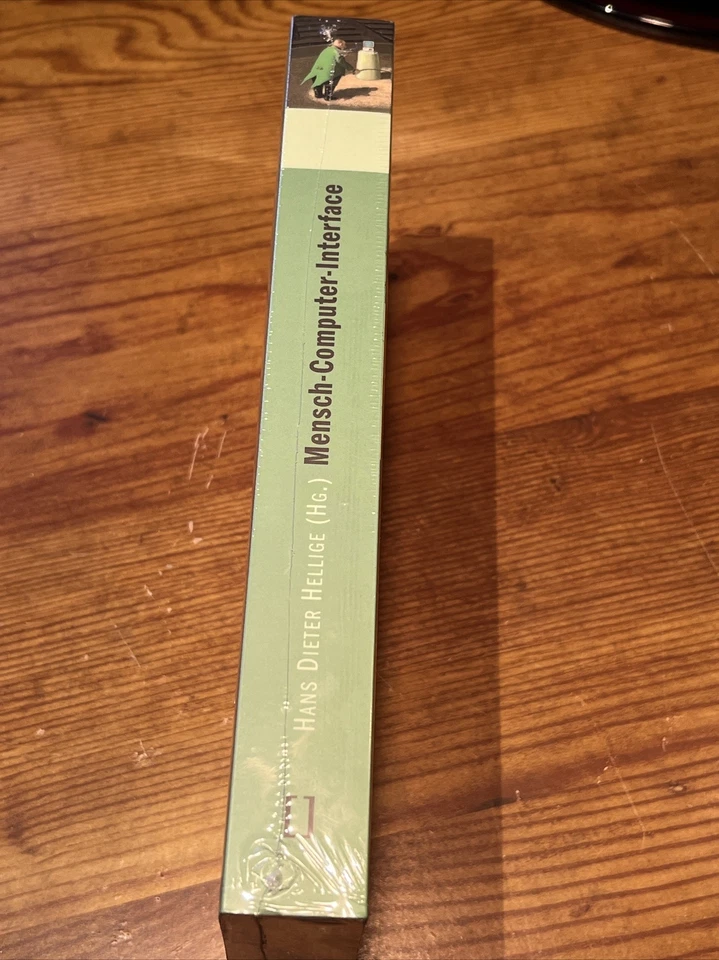 HANS DIETER HELLIGE (HG.) Mensch-Computer-Interface